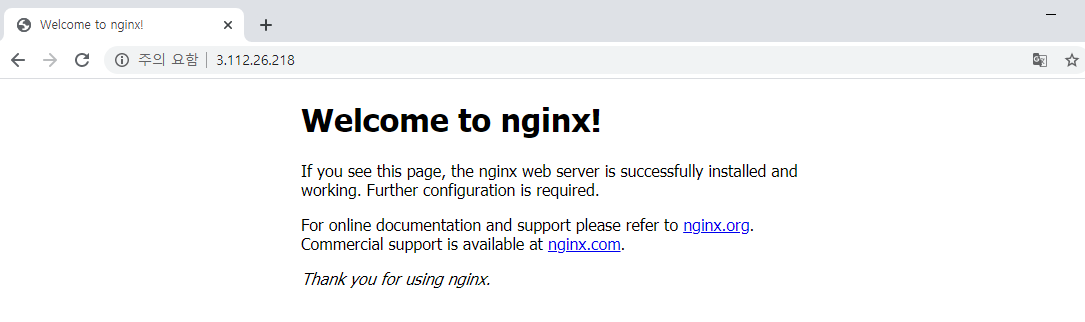 Welcome to nginx!
주의 요함 | 3.112.26.218
Welcome to nginx!
If you see this page, the nginx web server is successfully installed and
working. Further configuration is required.
For online documentation and support please refer to nginx.org.
Commercial support is available at nginx.com.
Thank you for using nginx.